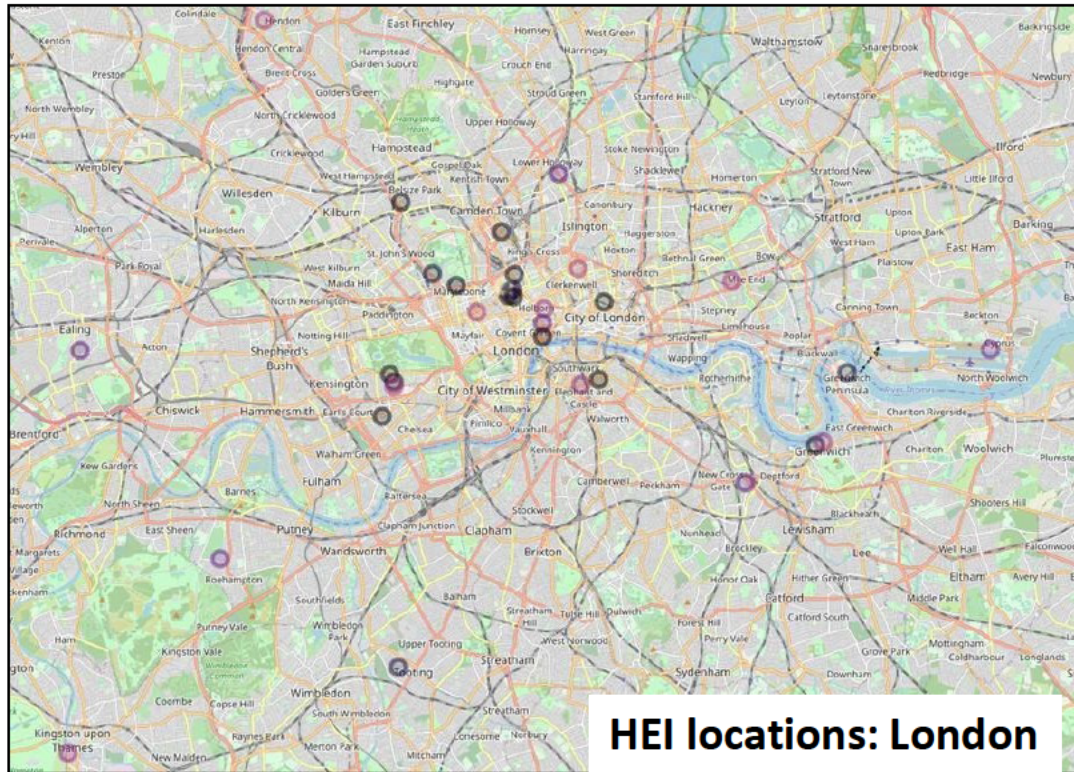 Colindale
Hendon
East Finchley
Hornsey
West Green
Walthamstow
Snaresbrook
Barkingside
Kenton
Hendon Central
Hampstead
Garden Suburb
Harringay
Crouch End
Preston
Brent Cross
Highgate
Redbridge
Newbury
Golders Green
Stroud Green
Stamford Hill
Leyton
Leytonstone
North Wembley
North Cricklewood
Upper Holloway
Cricklewood
Hampstead
Stoke Newington
Ilford
Wembley
West Hampstead
Gospel Oak
Lower Holloway
Shacklewell
Homerton
Stratford New
Town
Little Ilford
Willesden
Belsize Park
Kentish Town
Kilburn
Camden Town
Canonbury
Hackney
Stratford
Upton
Barking
Alperton
Harlesden
Islington
Upton Park
Perivale
Haggerston
West Ham
East Ham
St. John's Wood
King's Cross
Hoxton
Bethnal Green
Bow
Plaistow
Park Royal
West Kilburn
Shoreditch
Mile End
Maida Hill
Marylebone
Clerkenwell
North Kensington
Paddington
Holborn
Stepney
Canning Town
Beckton
Ealing
Notting Hill
Mayfair
City of London
Limehouse
Poplar
Acton
Covent Garden
Shadwell
Cyprus
Shepherd's
Bush
London
Wapping
Blackwall
Southwark
Greenwich
Peninsula
North Woolwich
Kensington
City of Westminster
Elephant and
Castle
Rotherhithe
Chiswick
Hammersmith
Earl's Court
Millbank
Walworth
Charlton Riverside
Brentford
Chelsea
Pimlico
Vauxhall
East Greenwich
Walham Green
Kennington
Greenwich
Charlton
Woolwich
Kew Gardens
Fulham
Camberwell
Peckham
New Cross
Gate
Deptford
North Sheen
Barnes
Battersea
Stockwell
Shooters Hill
Richmond
East Sheen
Putney
Clapham Junction
Clapham
Nunhead
Blackheath
Lewisham
Wandsworth
Brixton
Brockley
Lee
Well Hall
Roehampton
Honor Oak
Hither Green
Eltham
Avery Hill
Southfields
Balham
Tulse Hill
Dulwich
Catford
Middle Park
Ham
Putney Vale
Wimbledon
Park
Streatham
Hill
Forest Hill
Catford South
Kingston Vale
Upper Tooting
West Norwood
Perry Vale
Mottingham
Wimbledon
Common
Streatham
Grove Park
Coldharbour
Longlands
Tooting
Sydenham
Downham
Coombe
Copse Hill
Wimbledon
South Wimbledon
Streatham
Kingston upon
Thames
Raynes Park
Merton Park
Lonesome
Norbury
New Malden
Mitcham
HEI locations: London